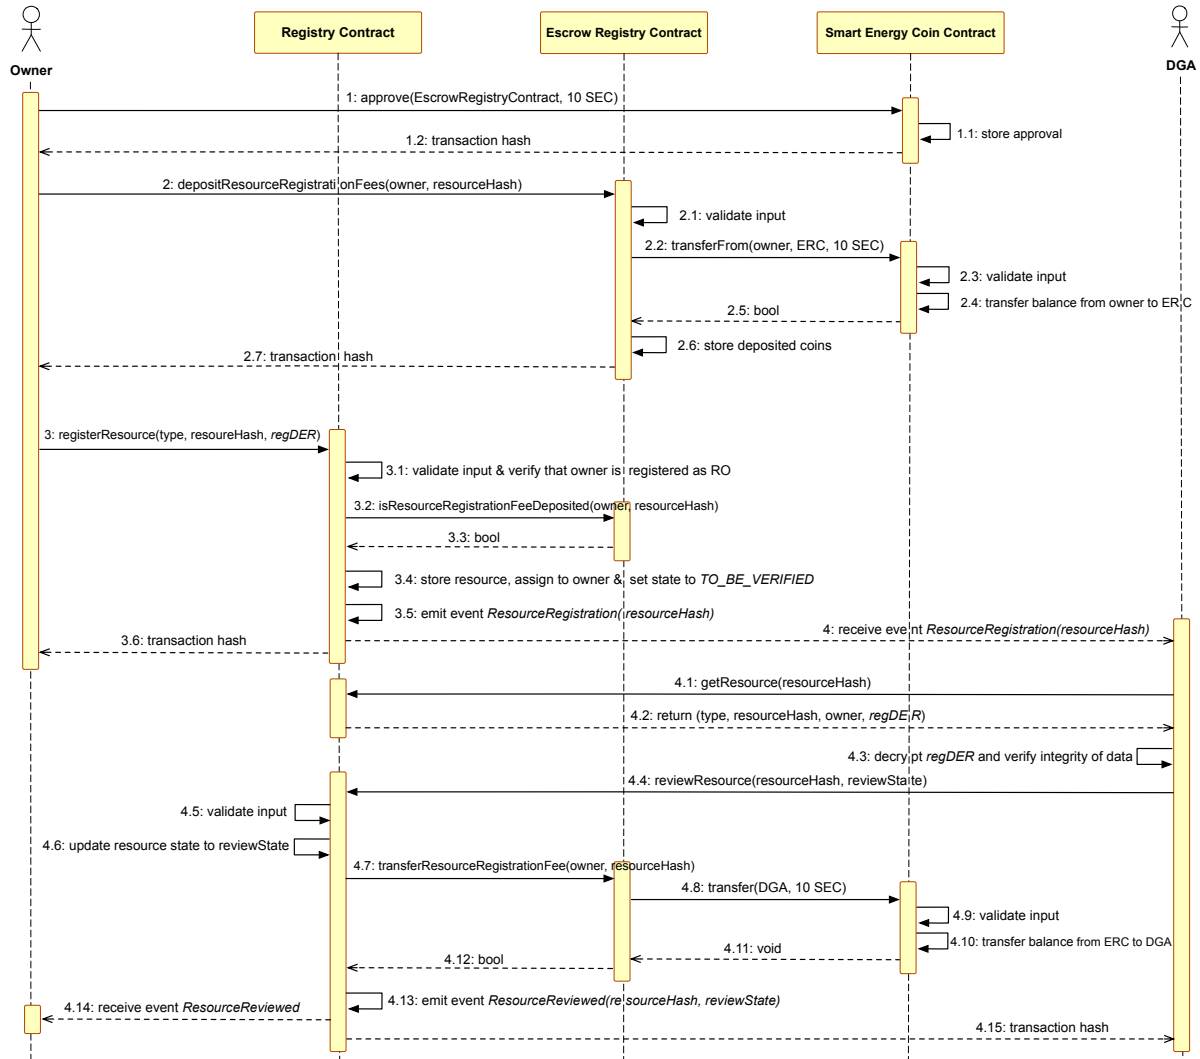 Owner
Registry Contract
Escrow Registry Contract
Smart Energy Coin Contract
DGA
1: approve(EscrowRegistryContract, 10 SEC)
1.1: store approval
1.2: transaction hash
2: depositResourceRegistrationFees(owner, resourceHash)
2.1: validate input
2.2: transferFrom(owner, ERC, 10 SEC)
2.3: validate input
2.4: transfer balance from owner to ERC
2.5: bool
2.6: store deposited coins
2.7: transaction hash
3: registerResource(type, resoureHash, regDER)
3.1: validate input & verify that owner is registered as RO
3.2: isResourceRegistrationFeeDeposited(owner, resourceHash)
3.3: bool
3.4: store resource, assign to owner & set state to TO_BE_VERIFIED
3.5: emit event ResourceRegistration(resourceHash)
3.6: transaction hash
4: receive event ResourceRegistration(resourceHash)
4.1: getResource(resourceHash)
4.2: return (type, resourceHash, owner, regDER)
4.3: decrypt regDER and verify integrity of data
4.4: reviewResource(resourceHash, reviewState)
4.5: validate input
4.6: update resource state to reviewState
4.7: transferResourceRegistrationFee(owner, resourceHash)
4.8: transfer(DGA, 10 SEC)
4.9: validate input
4.10: transfer balance from ERC to DGA
4.11: void
4.12: bool
4.13: emit event ResourceReviewed(resourceHash, reviewState)
4.14: receive event ResourceReviewed
4.15: transaction hash